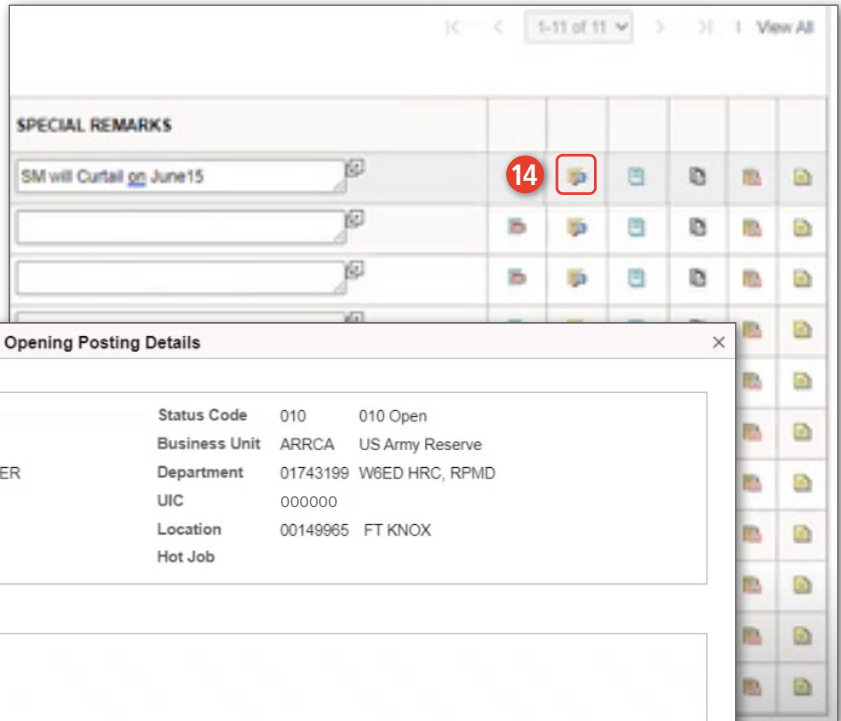 1-11 of 11
View All
SPECIAL REMARKS
SM will Curtail on June15
14
Opening Posting Details
Status Code 010 010 Open
Business Unit ARRCA US Army Reserve
ER Department 01743199 W6ED HRC, RPMD
UIC 000000
Location 00149965 FT KNOX
Hot Job